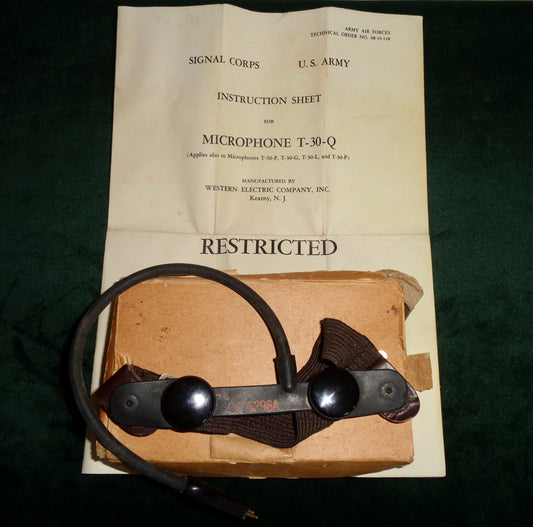 ARMY AIR FORCES
TECHNICAL ORDER NO. 08-10-118
SIGNAL CORPS U. S. ARMY
INSTRUCTION SHEET
FOR
MICROPHONE T-30-Q
(Applies also to Microphones T-30-F, T-30-G, T-30-L, and T-30-P)
MANUFACTURED BY
WESTERN ELECTRIC COMPANY, INC.
Kearny, N. J.
RESTRICTED